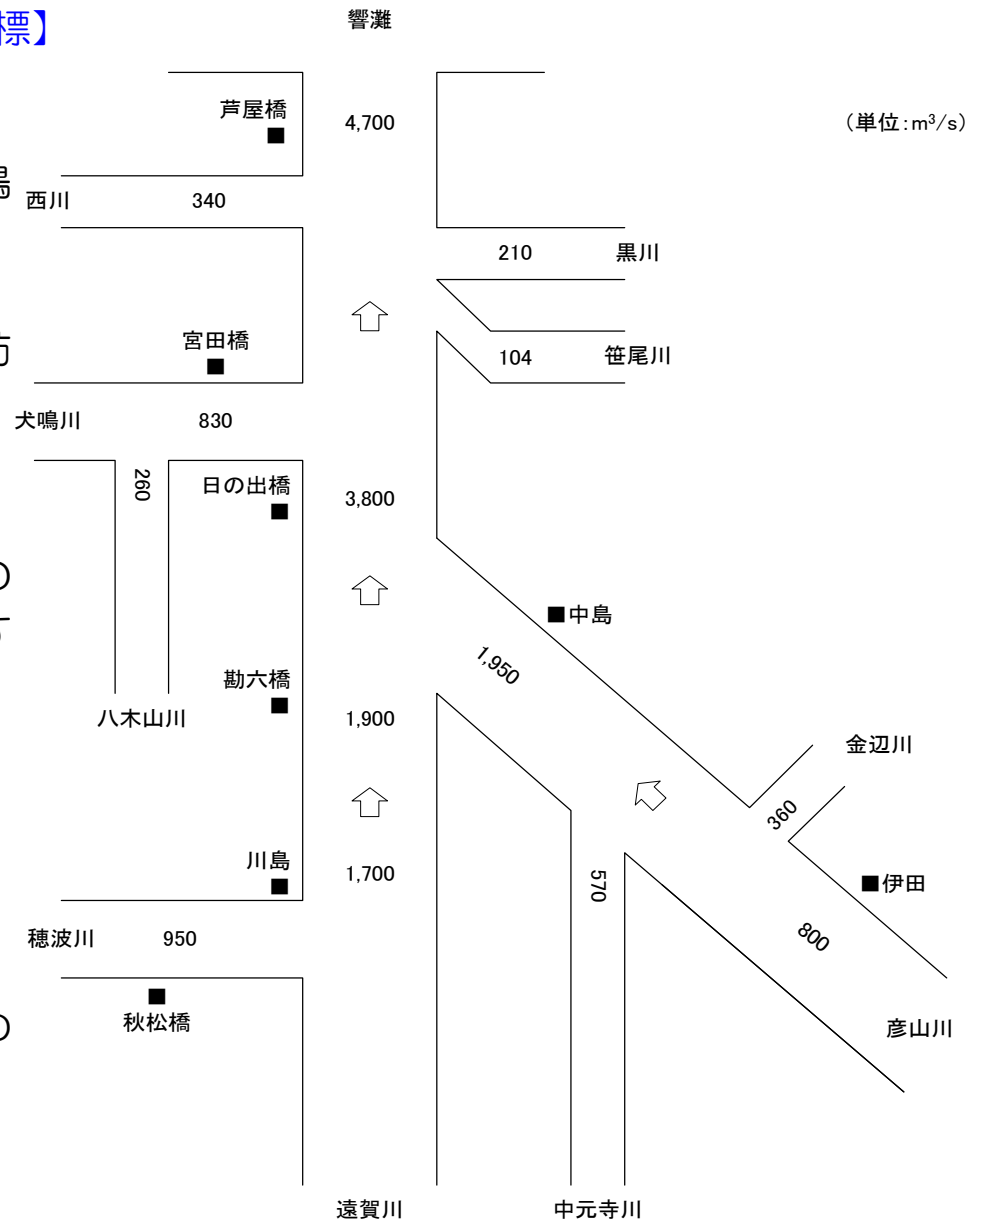 標】
響灘
芦屋橋
4,700
（単位：m³/s）
西川
340
210
黒川
宮田橋
104
笹尾川
犬鳴川
830
260
日の出橋
3,800
中島
1,950
勘六橋
八木山川
1,900
金辺川
360
川島
1,700
伊田
570
穂波川
950
800
秋松橋
彦山川
遠賀川
中元寺川